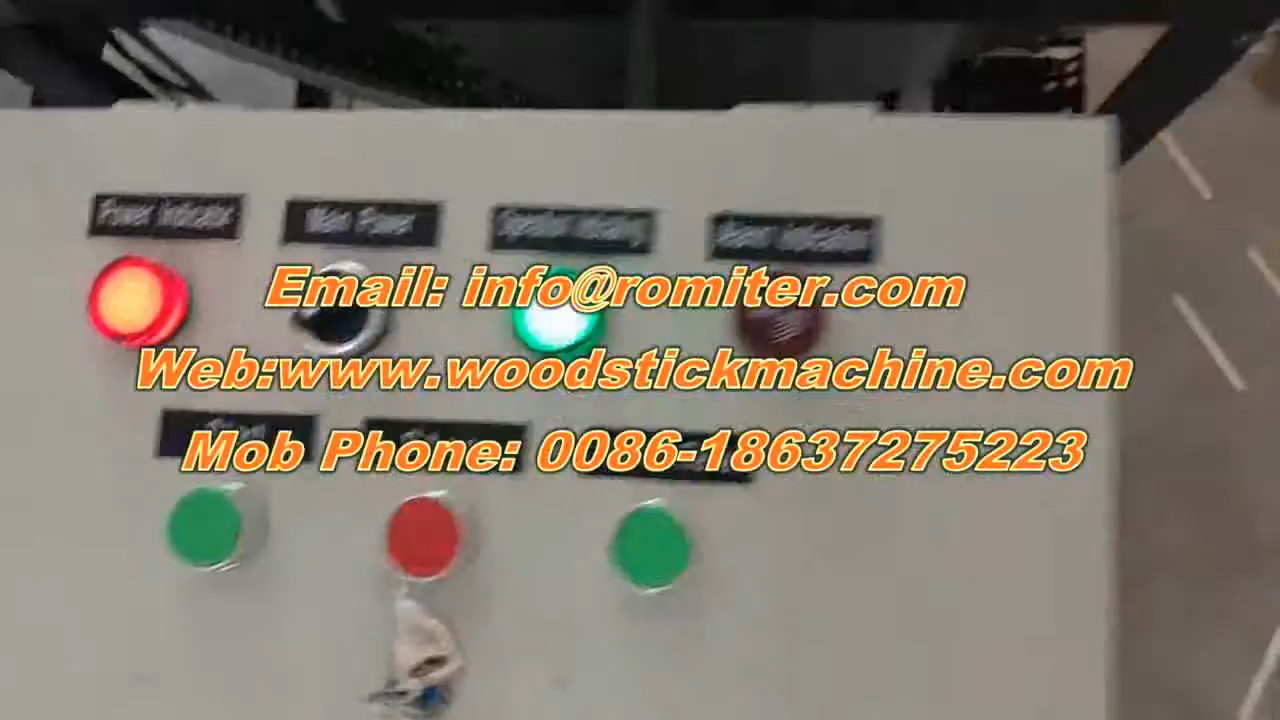 Power Indicator
Main Power
Email: info@romiter.com
Web:www.woodstickmachine.com
Mob Phone: 0086-18637275223